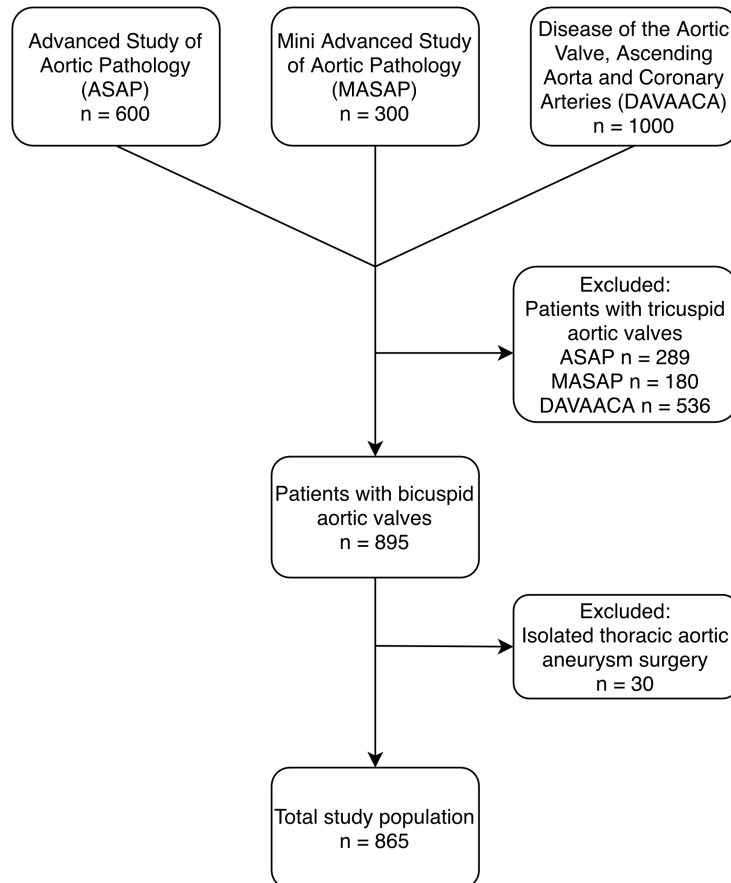 Advanced Study of
Aortic Pathology
(ASAP)
n = 600
Mini Advanced Study
of Aortic Pathology
(MASAP)
n = 300
Disease of the Aortic
Valve, Ascending
Aorta and Coronary
Arteries (DAVAACA)
n = 1000
Excluded:
Patients with tricuspid
aortic valves
ASAP n = 289
MASAP n = 180
DAVAACA n = 536
Patients with bicuspid
aortic valves
n = 895
Excluded:
Isolated thoracic aortic
aneurysm surgery
n = 30
Total study population
n = 865